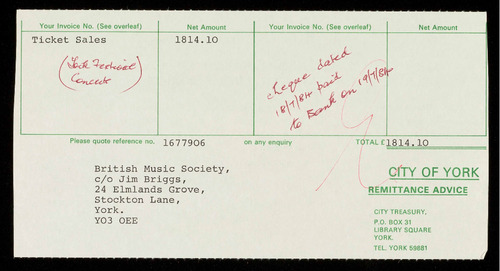 Your Invoice No. (See overleaf) Net Amount Your Invoice No. (See overleaf) Net Amount
Ticket Sales 1814.10
(York Festival
Concert)
cheque dated
18/7/84 paid
to Bank on 19/7/84
Please quote reference no. 1677906 on any enquiry TOTAL £1814.10
British Music Society,
c/o Jim Briggs,
24 Elmlands Grove,
Stockton Lane,
York.
YO3 OEE
CITY OF YORK
REMITTANCE ADVICE
CITY TREASURY,
P.O. BOX 31
LIBRARY SQUARE
YORK.
TEL. YORK 59881